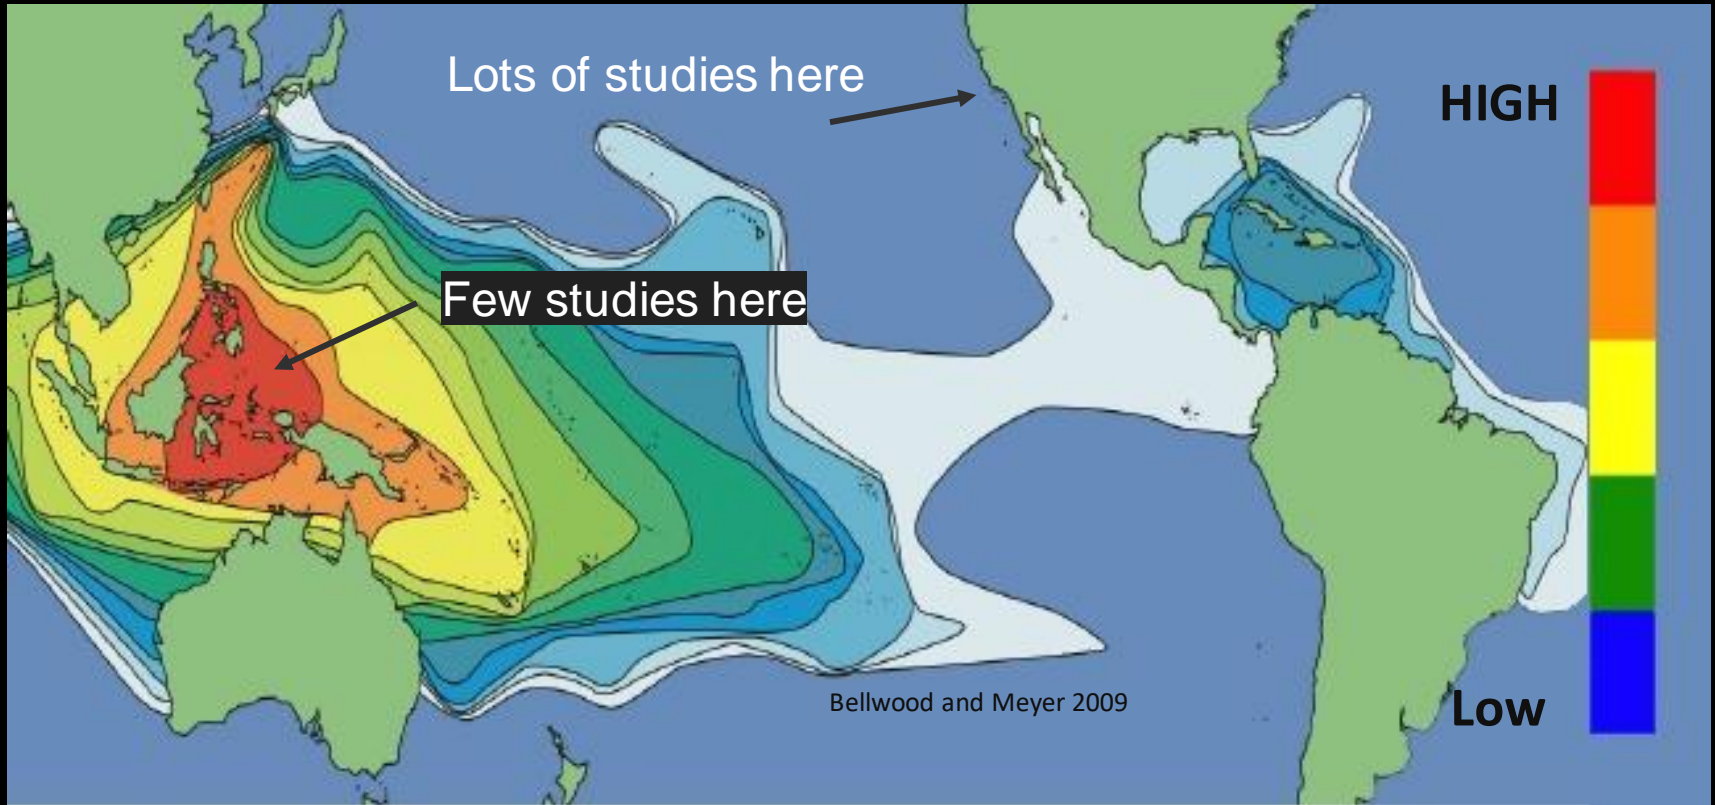 Lots of studies here
HIGH
Few studies here
Bellwood and Meyer 2009
Low